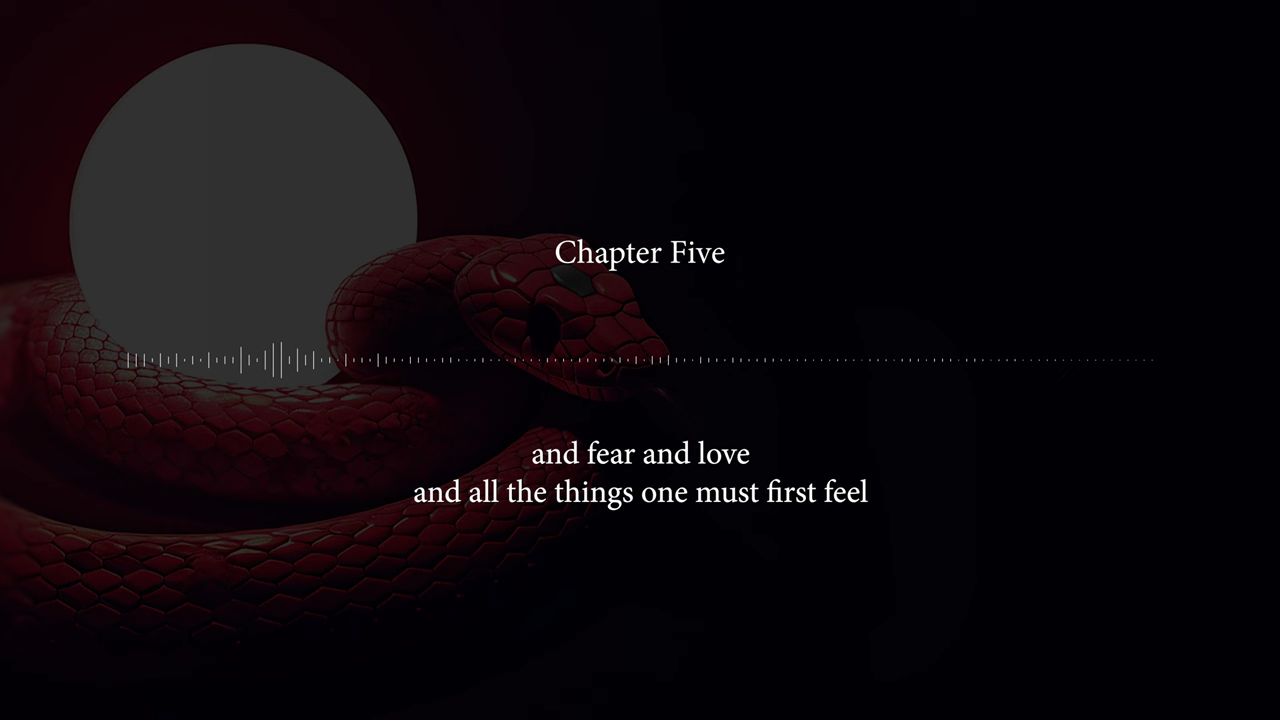 Chapter Five
and fear and love
and all the things one must first feel